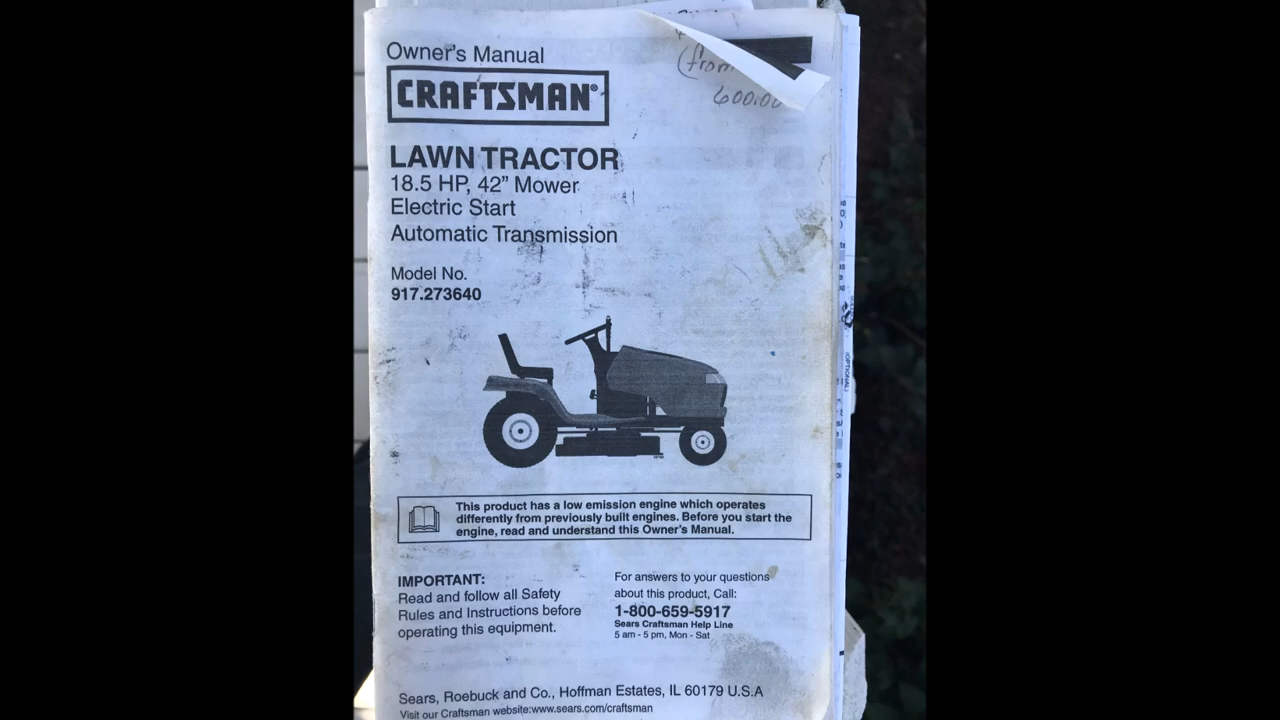 Owner's Manual
CRAFTSMAN®
(from
600.00
LAWN TRACTOR
18.5 HP, 42” Mower
Electric Start
Automatic Transmission
Model No.
917.273640
(OPTIONAL)
This product has a low emission engine which operates
differently from previously built engines. Before you start the
engine, read and understand this Owner's Manual.
IMPORTANT:
Read and follow all Safety
Rules and Instructions before
operating this equipment.
For answers to your questions
about this product, Call:
1-800-659-5917
Sears Craftsman Help Line
5 am - 5 pm, Mon - Sat
Sears, Roebuck and Co., Hoffman Estates, IL 60179 U.S.A
Visit our Craftsman website:www.sears.com/craftsman